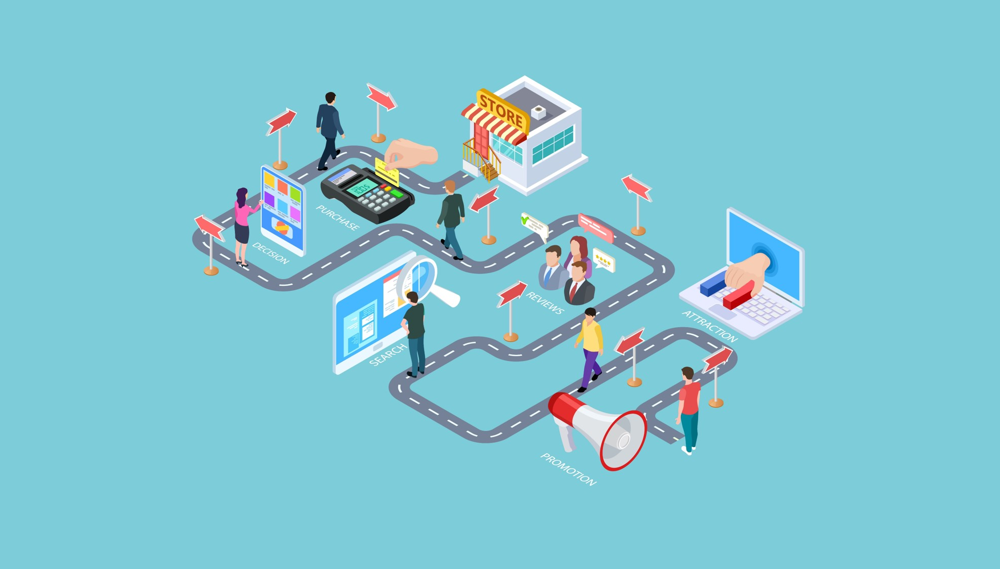 STORE
PURCHASE
DECISION
REVIEWS
SEARCH
ATTRACTION
PROMOTION